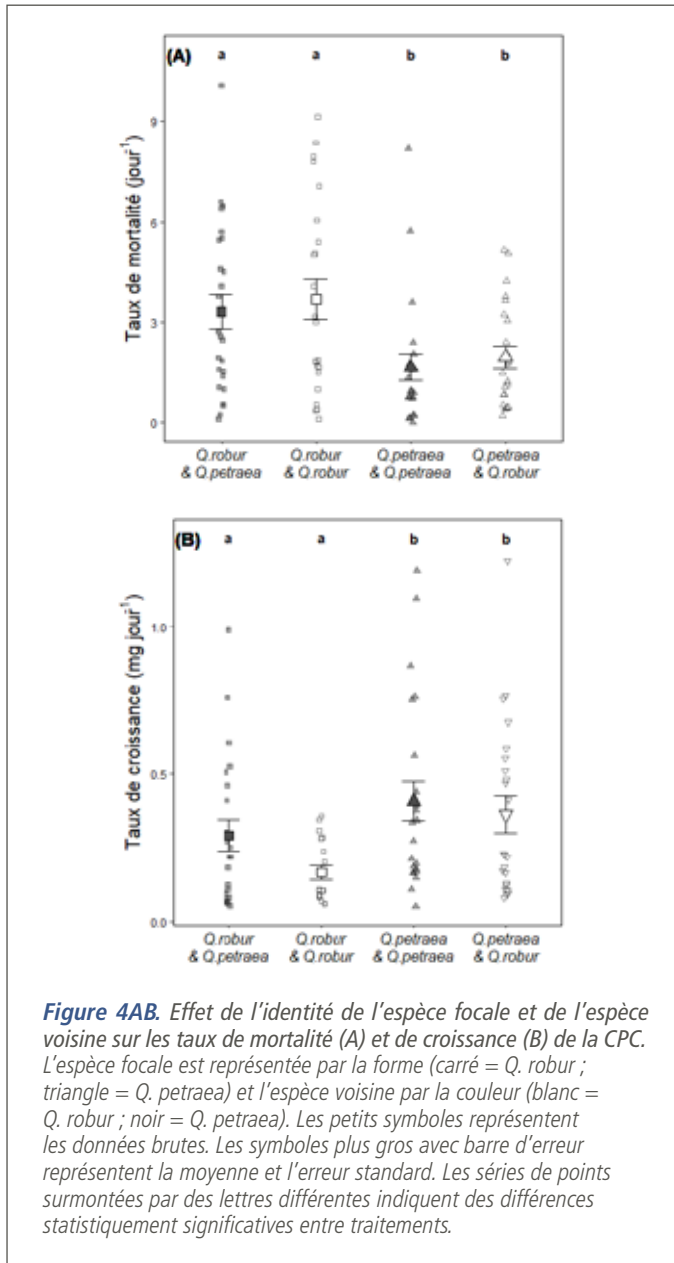 (A) a a b b
Taux de mortalité (jour⁻¹)
9
6
3
0
Q.robur & Q.petraea
Q.robur & Q.robur
Q.petraea & Q.petraea
Q.petraea & Q.robur
(B) a a b b
Taux de croissance (mg jour⁻¹)
1.0
0.5
0.0
Q.robur & Q.petraea
Q.robur & Q.robur
Q.petraea & Q.petraea
Q.petraea & Q.robur
Figure 4AB. Effet de l'identité de l'espèce focale et de l'espèce
voisine sur les taux de mortalité (A) et de croissance (B) de la CPC.
L'espèce focale est représentée par la forme (carré = Q. robur ;
triangle = Q. petraea) et l'espèce voisine par la couleur (blanc =
Q. robur ; noir = Q. petraea). Les petits symboles représentent
les données brutes. Les symboles plus gros avec barre d'erreur
représentent la moyenne et l'erreur standard. Les séries de points
surmontées par des lettres différentes indiquent des différences
statistiquement significatives entre traitements.